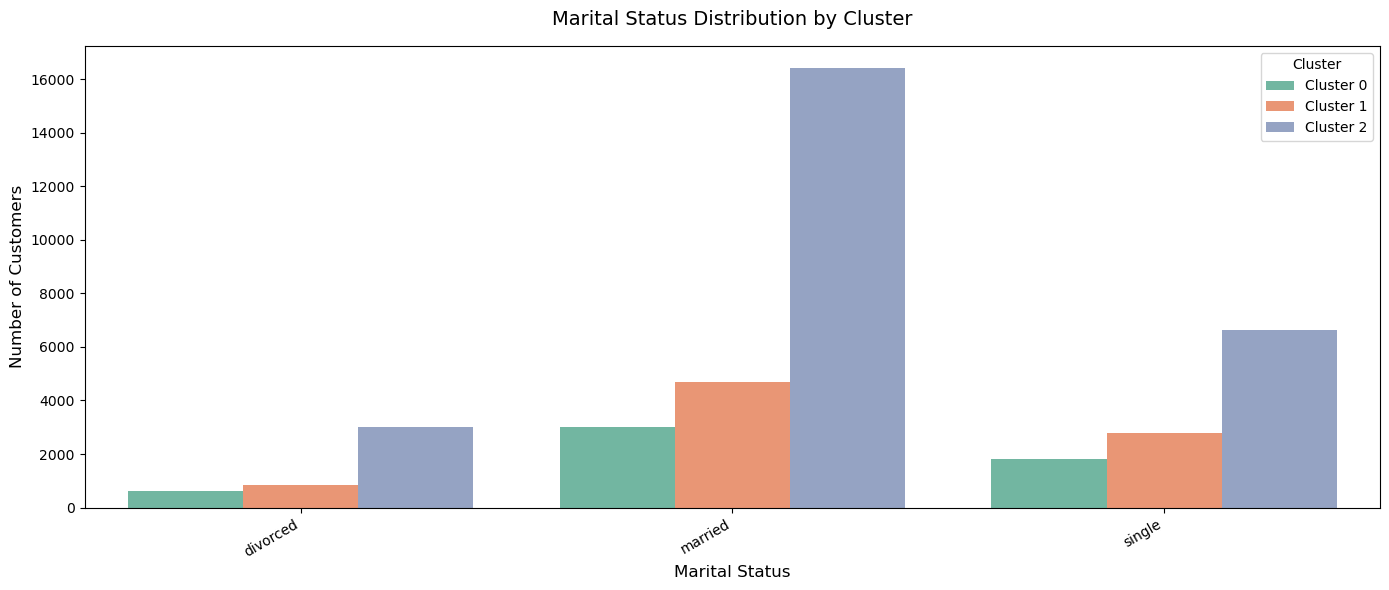 Marital Status Distribution by Cluster
Number of Customers
16000
14000
12000
10000
8000
6000
4000
2000
0
Cluster
Cluster 0
Cluster 1
Cluster 2
divorced
married
single
Marital Status